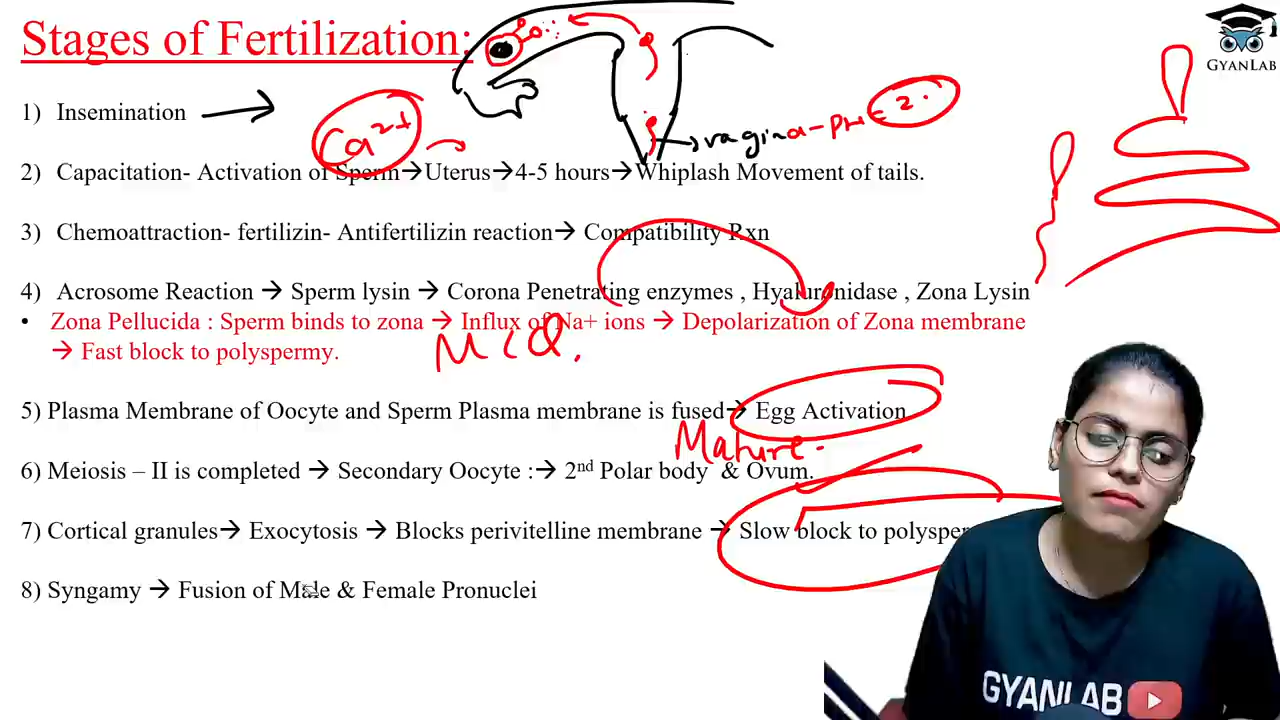 Stages of Fertilization:
GYANLAB
1) Insemination
Ca2+
vagina-pH = 2.
2) Capacitation- Activation of Sperm→Uterus→4-5 hours→Whiplash Movement of tails.
3) Chemoattraction- fertilizin- Antifertilizin reaction→ Compatibility Rxn
4) Acrosome Reaction → Sperm lysin → Corona Penetrating enzymes , Hyaluronidase , Zona Lysin
• Zona Pellucida : Sperm binds to zona → Influx of Na+ ions → Depolarization of Zona membrane
→ Fast block to polyspermy.
MCQ.
5) Plasma Membrane of Oocyte and Sperm Plasma membrane is fused→ Egg Activation
Mature.
6) Meiosis – II is completed → Secondary Oocyte :→ 2nd Polar body & Ovum.
7) Cortical granules→ Exocytosis → Blocks perivitelline membrane → Slow block to
8) Syngamy → Fusion of Male & Female Pronuclei
GYANLAB